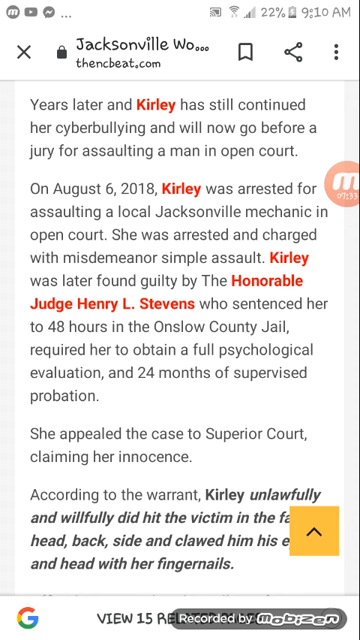 ... 22% 9:10 AM
Jacksonville Wo...
thencbeat.com
Years later and Kirley has still continued
her cyberbullying and will now go before a
jury for assaulting a man in open court.
07:33
On August 6, 2018, Kirley was arrested for
assaulting a local Jacksonville mechanic in
open court. She was arrested and charged
with misdemeanor simple assault. Kirley
was later found guilty by The Honorable
Judge Henry L. Stevens who sentenced her
to 48 hours in the Onslow County Jail,
required her to obtain a full psychological
evaluation, and 24 months of supervised
probation.
She appealed the case to Superior Court,
claiming her innocence.
According to the warrant, Kirley unlawfully
and willfully did hit the victim in the
head, back, side and clawed him his
and head with her fingernails.
VIEW 15
Recorded by Mobizen